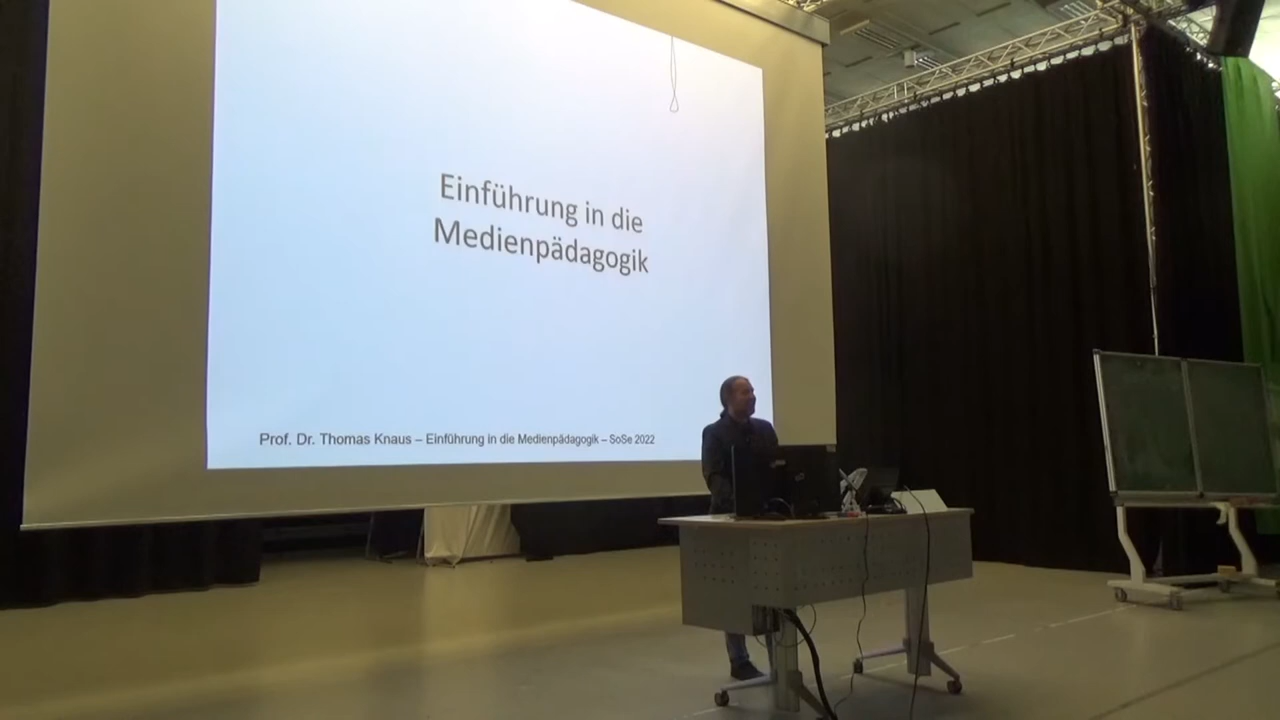 Einführung in die
Medienpädagogik
Prof. Dr. Thomas Knaus – Einführung in die Medienpädagogik – SoSe 2022